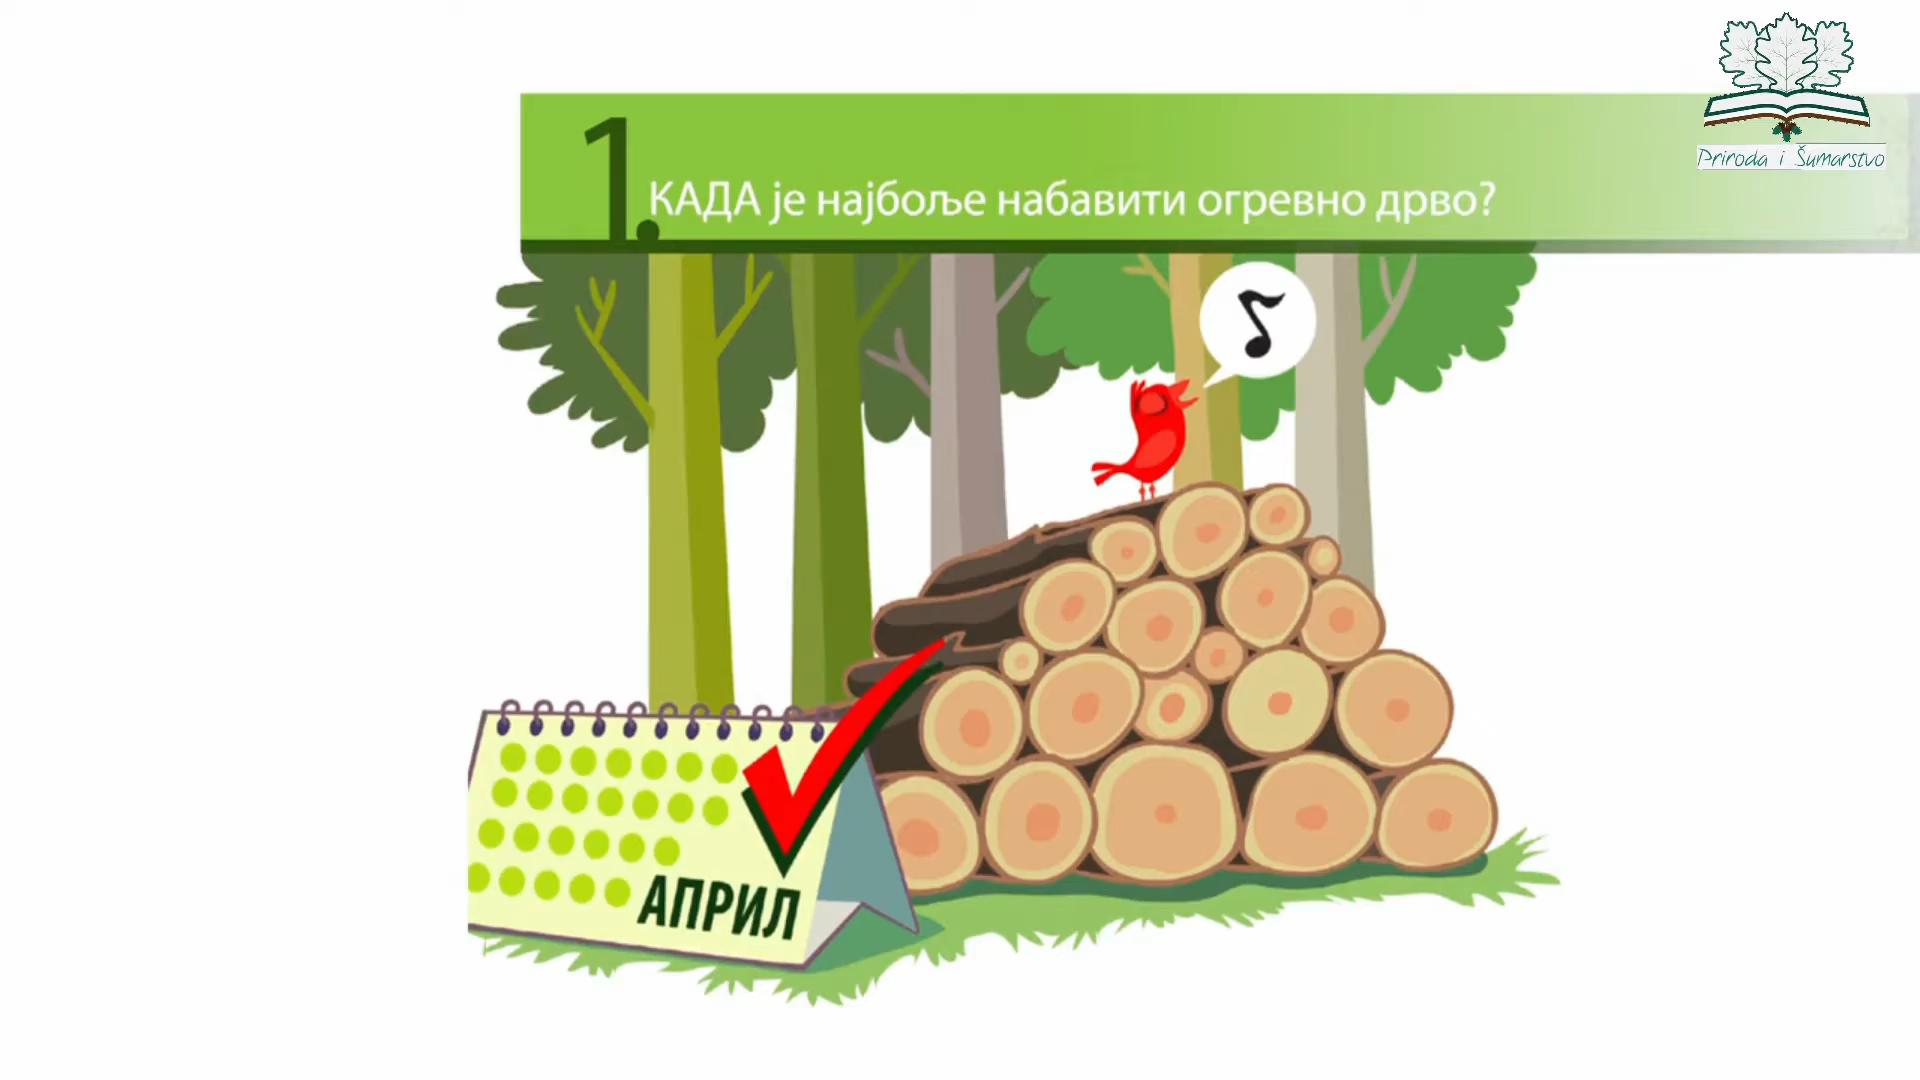 1. КАДА је најбоље набавити огревно дрво?
Priroda i Šumarstvo
АПРИЛ